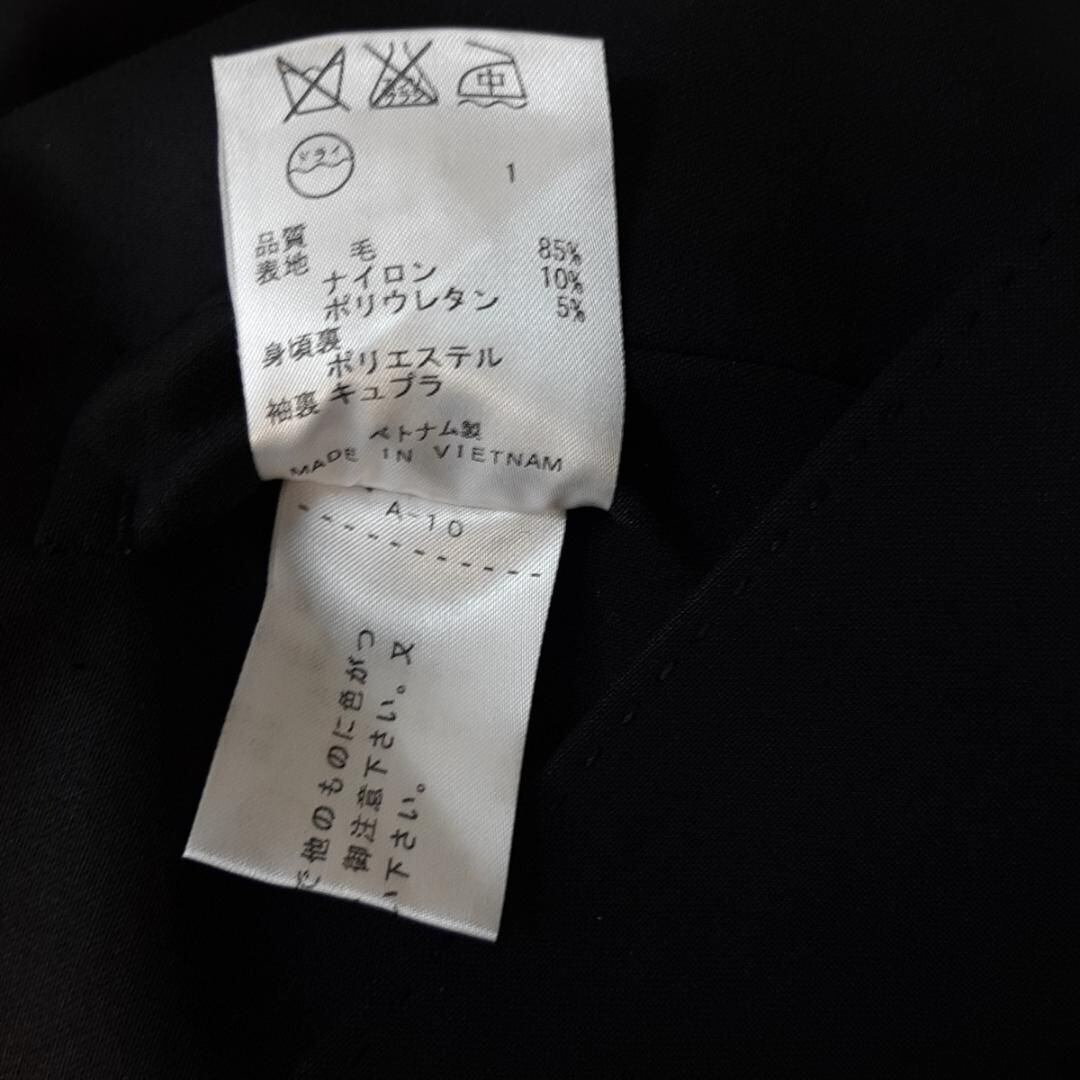 中
ドライ
1
品質
表地 毛 85%
ナイロン 10%
ポリウレタン 5%
身頃裏
ポリエステル
袖裏 キュプラ
ベトナム製
MADE IN VIETNAM
A-10
又
御注意下さい。
他のものに色がつ
下さい。